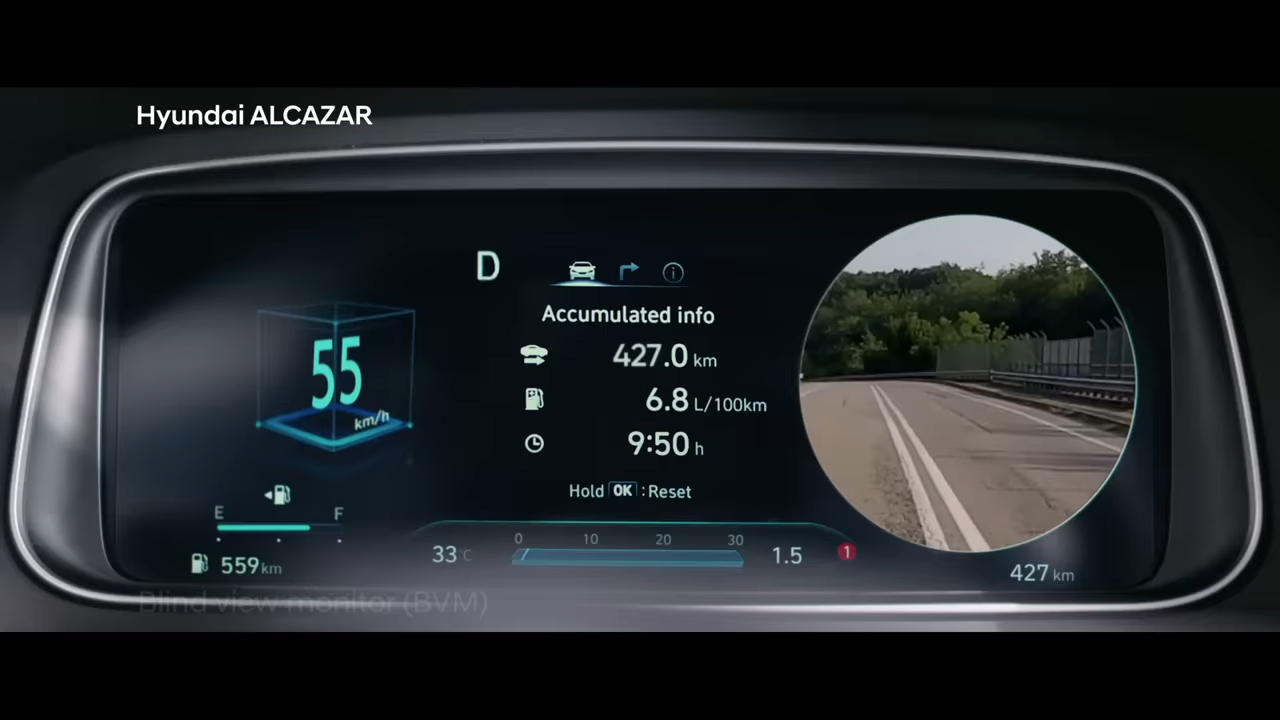 Hyundai ALCAZAR
D
Accumulated info
427.0 km
6.8 L/100km
9:50 h
Hold OK : Reset
55
km/h
E F
559 km
33 °C
0 10 20 30
1.5
1
427 km
Blind view monitor (BVM)